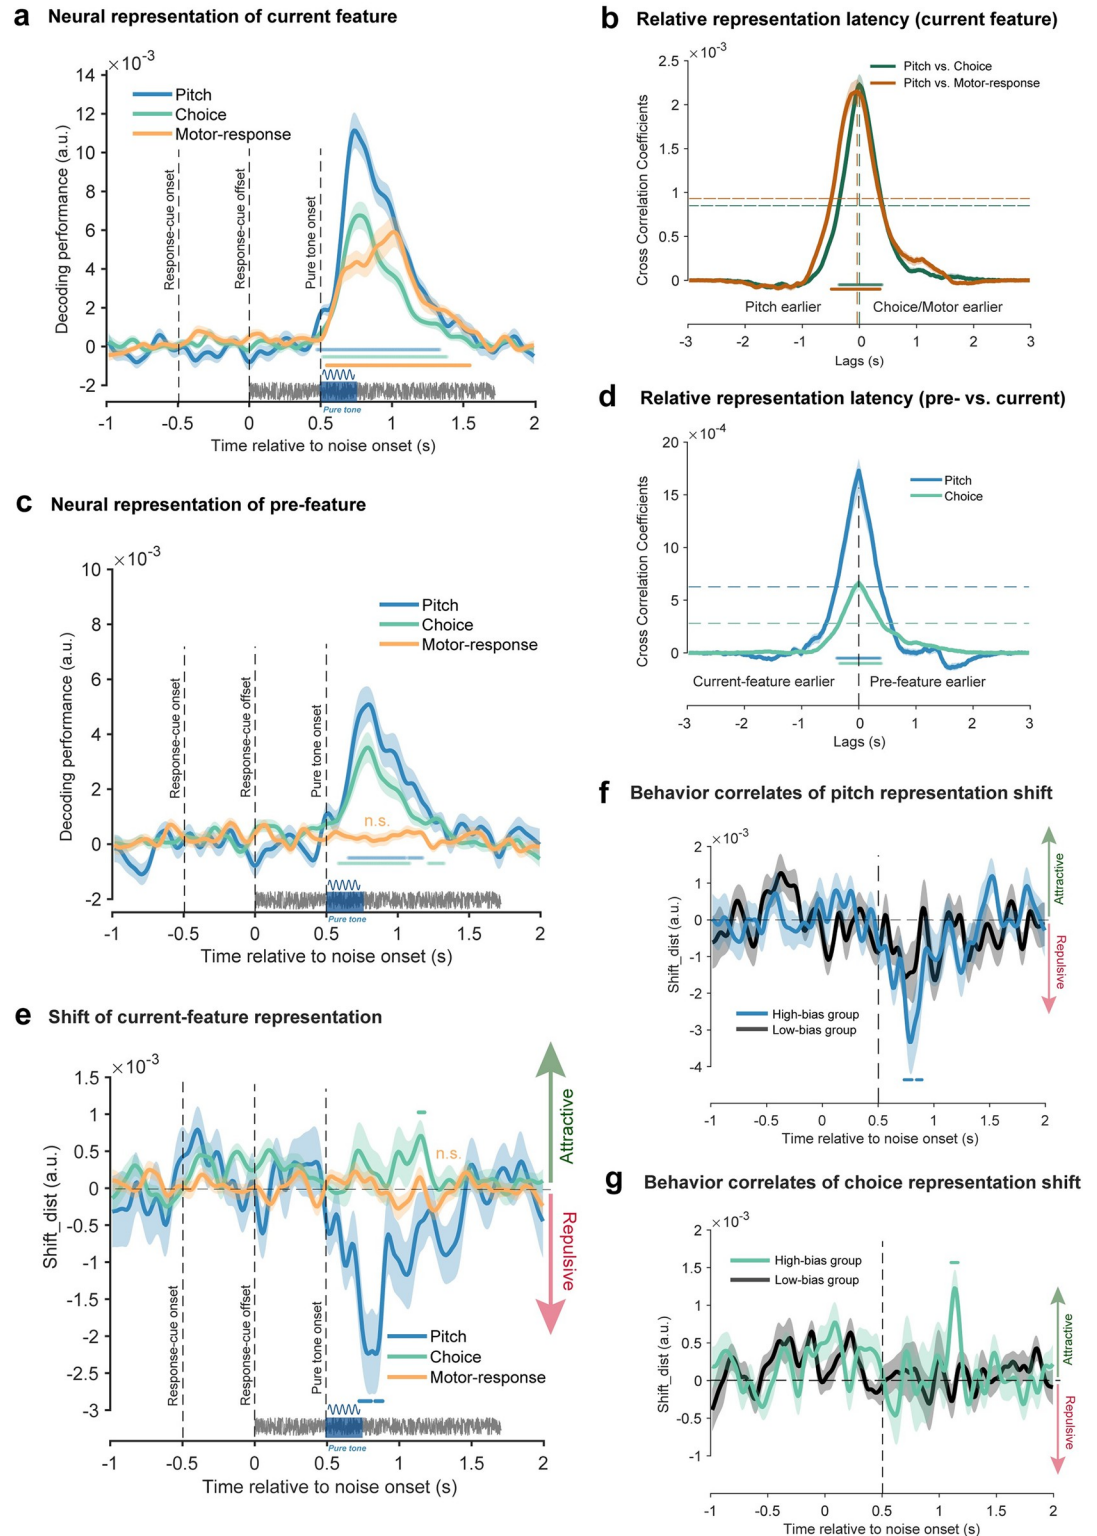 a Neural representation of current feature
×10⁻³
14
12
10
8
6
4
2
0
-2
Decoding performance (a.u.)
Pitch
Choice
Motor-response
Response-cue onset
Response-cue offset
Pure tone onset
Pure tone
-1 -0.5 0 0.5 1 1.5 2
Time relative to noise onset (s)
b Relative representation latency (current feature)
×10⁻³
2.5
2
1.5
1
0.5
0
Cross Correlation Coefficients
Pitch vs. Choice
Pitch vs. Motor-response
Pitch earlier Choice/Motor earlier
-3 -2 -1 0 1 2 3
Lags (s)
c Neural representation of pre-feature
×10⁻³
10
8
6
4
2
0
-2
Decoding performance (a.u.)
Pitch
Choice
Motor-response
Response-cue onset
Response-cue offset
Pure tone onset
n.s.
Pure tone
-1 -0.5 0 0.5 1 1.5 2
Time relative to noise onset (s)
d Relative representation latency (pre- vs. current)
×10⁻⁴
20
15
10
5
0
Cross Correlation Coefficients
Pitch
Choice
Current-feature earlier Pre-feature earlier
-3 -2 -1 0 1 2 3
Lags (s)
e Shift of current-feature representation
×10⁻³
1.5
1
0.5
0
-0.5
-1
-1.5
-2
-2.5
-3
Shift_dist (a.u.)
n.s.
Attractive
Repulsive
Response-cue onset
Response-cue offset
Pure tone onset
Pitch
Choice
Motor-response
Pure tone
-1 -0.5 0 0.5 1 1.5 2
Time relative to noise onset (s)
f Behavior correlates of pitch representation shift
×10⁻³
2
1
0
-1
-2
-3
-4
Shift_dist (a.u.)
High-bias group
Low-bias group
Attractive
Repulsive
-1 -0.5 0 0.5 1 1.5 2
Time relative to noise onset (s)
g Behavior correlates of choice representation shift
×10⁻³
2
1.5
1
0.5
0
-0.5
-1
Shift_dist (a.u.)
High-bias group
Low-bias group
Attractive
Repulsive
-1 -0.5 0 0.5 1 1.5 2
Time relative to noise onset (s)